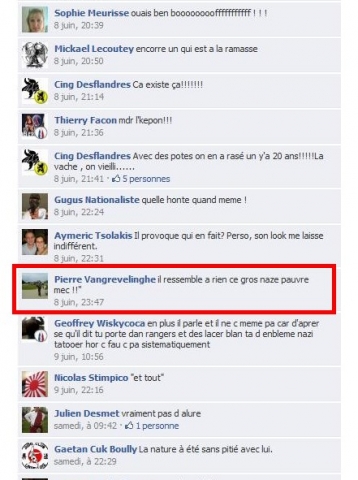 Sophie Meurisse ouais ben booooooofffffffffffff ! ! !
8 juin, 20:39
Mickael Lecoutey encorre un qui est a la ramasse
8 juin, 20:50
Cing Desflandres Ca existe ça!!!!!!!
8 juin, 21:14
Thierry Facon mdr l'kepon!!!
8 juin, 21:36
Cing Desflandres Avec des potes on en a rasé un y'a 20 ans!!!!!La
vache , on vieilli......
8 juin, 21:41 · 5 personnes
Gugus Nationaliste quelle honte quand meme !
8 juin, 22:24
Aymeric Tsolakis Il provoque qui en fait? Perso, son look me laisse
indifférent.
8 juin, 22:31
Pierre Vangrevelinghe il ressemble a rien ce gros naze pauvre
mec !!"
8 juin, 23:47
Geoffrey Wiskycoca en plus il parle et il ne c meme pa car d'aprer
se qu'il dit tu porte dan rangers et des lacer blan ta d enbleme nazi
tatooer hor c fau c pa sistematiquement
9 juin, 10:56
Nicolas Stimpico "et tout"
9 juin, 22:16
Julien Desmet vraiment pas d alure
samedi, à 09:42 · 1 personne
Gaetan Cuk Boully La nature à été sans pitié avec lui.
samedi, à 22:29